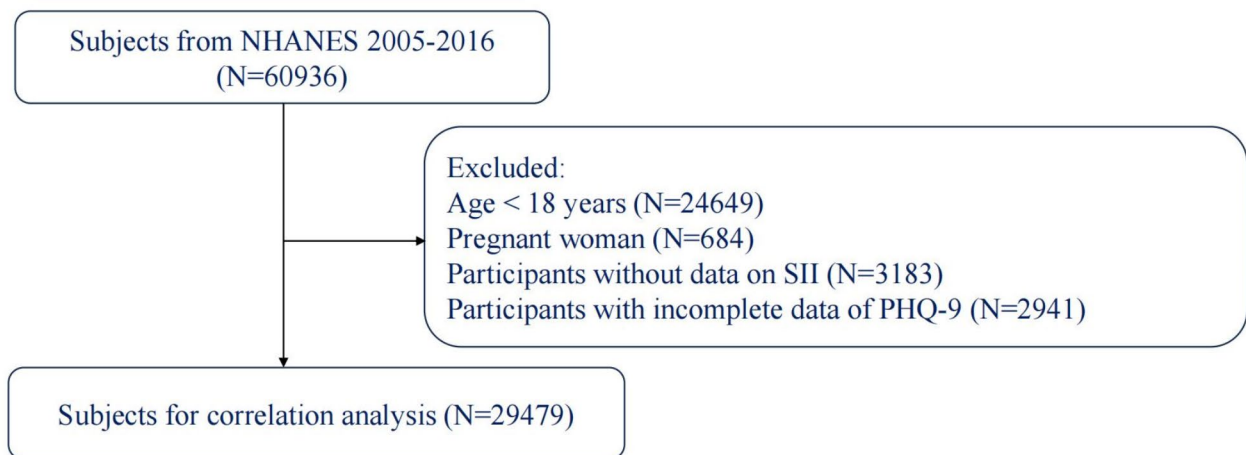 Subjects from NHANES 2005-2016
(N=60936)
Excluded:
Age < 18 years (N=24649)
Pregnant woman (N=684)
Participants without data on SII (N=3183)
Participants with incomplete data of PHQ-9 (N=2941)
Subjects for correlation analysis (N=29479)